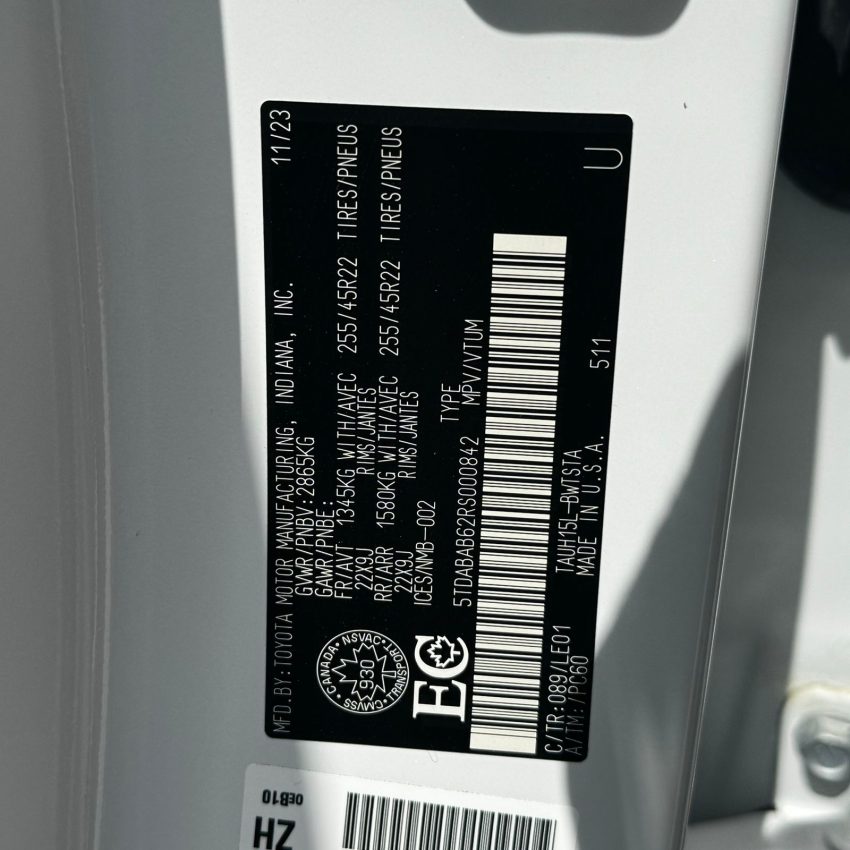 MFD.BY:TOYOTA MOTOR MANUFACTURING, INDIANA, INC. 11/23
GVWR/PNBV:2865KG
GAWR/PNBE:
FR/AVT 1345KG WITH/AVEC 255/45R22 TIRES/PNEUS
22X9J RIMS/JANTES
RR/ARR 1580KG WITH/AVEC 255/45R22 TIRES/PNEUS
22X9J RIMS/JANTES
ICES/NMB-002
CANADA NSVAC
930
CMVSS TRANSPORT
EC
5TDABAB62RS000842 TYPE MPV/VTUM
C/TR:089/LE01 TAUH15L-BWTSTA
A/TM:-/PC60 MADE IN U.S.A. 511 U
ZH 0EB10